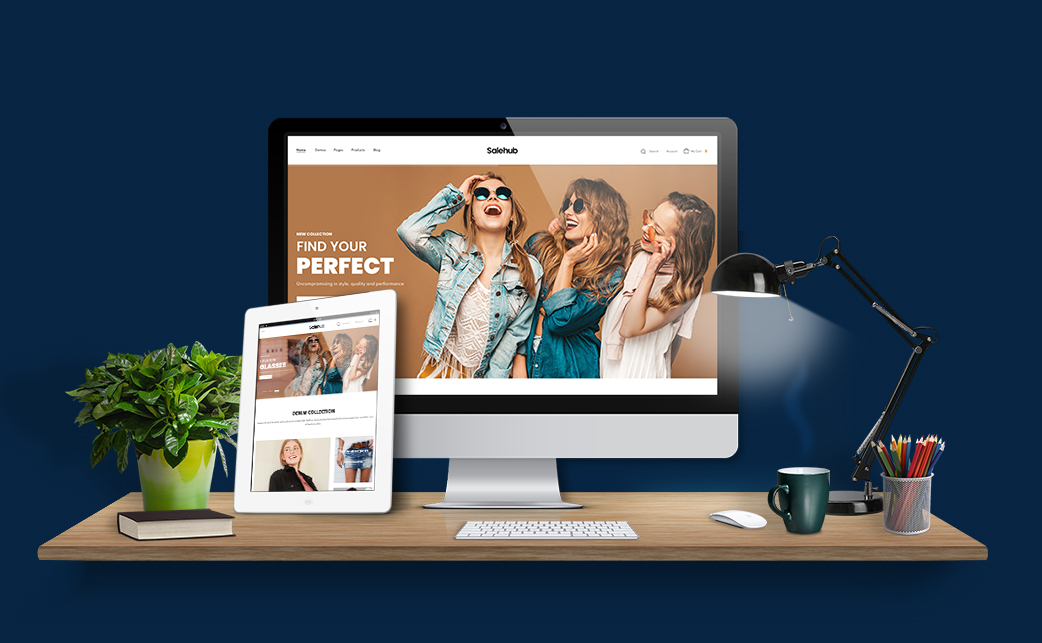 Home Demos Pages Products Blog
Salehub
Search Account My Cart
NEW COLLECTION
FIND YOUR
PERFECT
Uncompromising in style, quality and performance
Salehub
GLASSES
DENIM COLLECTION